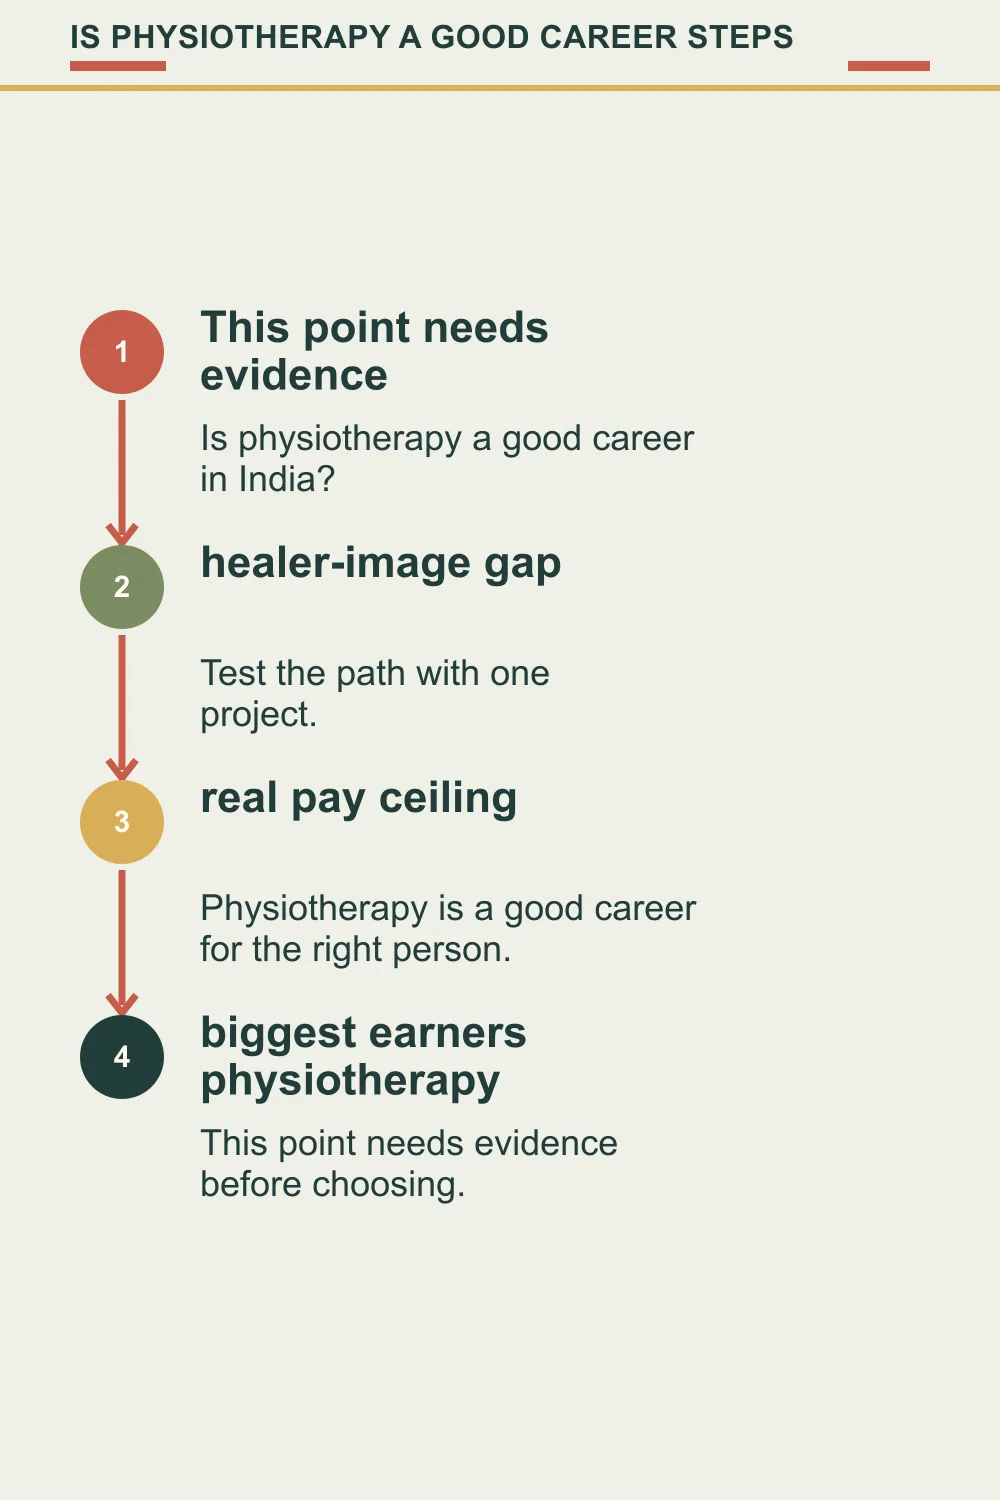 IS PHYSIOTHERAPY A GOOD CAREER STEPS
1
This point needs
evidence
Is physiotherapy a good career
in India?
2
healer-image gap
Test the path with one
project.
3
real pay ceiling
Physiotherapy is a good career
for the right person.
4
biggest earners
physiotherapy
This point needs evidence
before choosing.